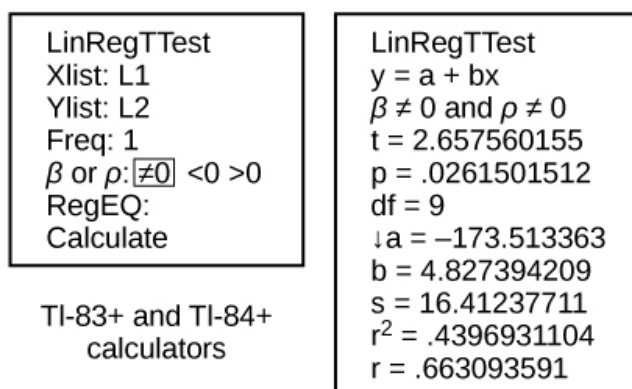 LinRegTTest
Xlist: L1
Ylist: L2
Freq: 1
β or ρ: ≠0 <0 >0
RegEQ:
Calculate
TI-83+ and TI-84+
calculators
LinRegTTest
y = a + bx
β ≠ 0 and ρ ≠ 0
t = 2.657560155
p = .0261501512
df = 9
↓a = –173.513363
b = 4.827394209
s = 16.41237711
r² = .4396931104
r = .663093591